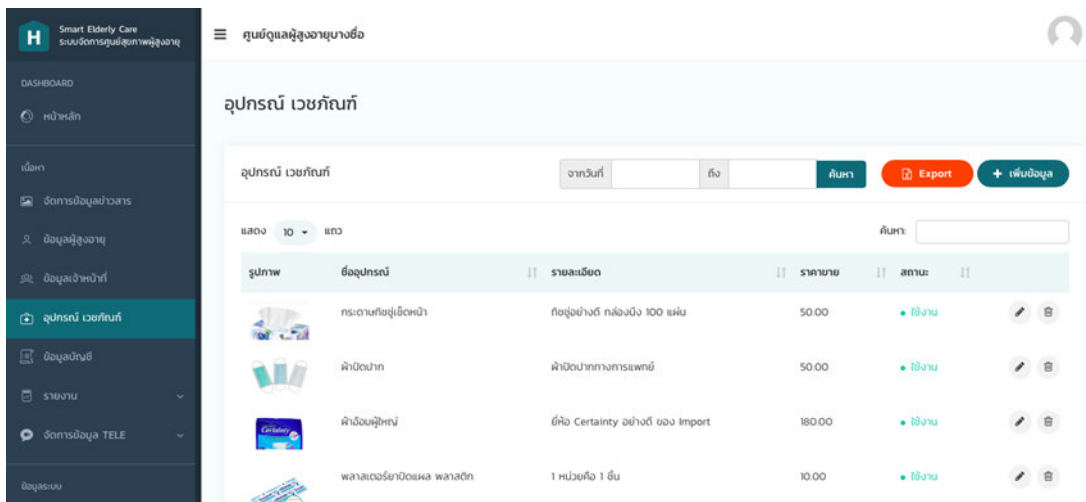 H
Smart Elderly Care
ระบบจัดการศูนย์สุขภาพผู้สูงอายุ
ศูนย์ดูแลผู้สูงอายุบางซื่อ
DASHBOARD
หน้าหลัก
เนื้อหา
จัดการข้อมูลข่าวสาร
ข้อมูลผู้สูงอายุ
ข้อมูลเจ้าหน้าที่
อุปกรณ์ เวชภัณฑ์
ข้อมูลบัญชี
รายงาน
จัดการข้อมูล TELE
ข้อมูลระบบ
อุปกรณ์ เวชภัณฑ์
อุปกรณ์ เวชภัณฑ์ จากวันที่ ถึง ค้นหา Export + เพิ่มข้อมูล
แสดง 10 แถว ค้นหา:
รูปภาพ ชื่ออุปกรณ์ รายละเอียด ราคาขาย สถานะ
กระดาษทิชชู่เช็ดหน้า ทิชชู่อย่างดี กล่องนึง 100 แผ่น 50.00 ใช้งาน
ผ้าปิดปาก ผ้าปิดปากทางการแพทย์ 50.00 ใช้งาน
Certainty
ผ้าอ้อมผู้ใหญ่ ยี่ห้อ Certainty อย่างดี ของ Import 180.00 ใช้งาน
พลาสเตอร์ยาปิดแผล พลาสติก 1 หน่วยคือ 1 ชิ้น 10.00 ใช้งาน